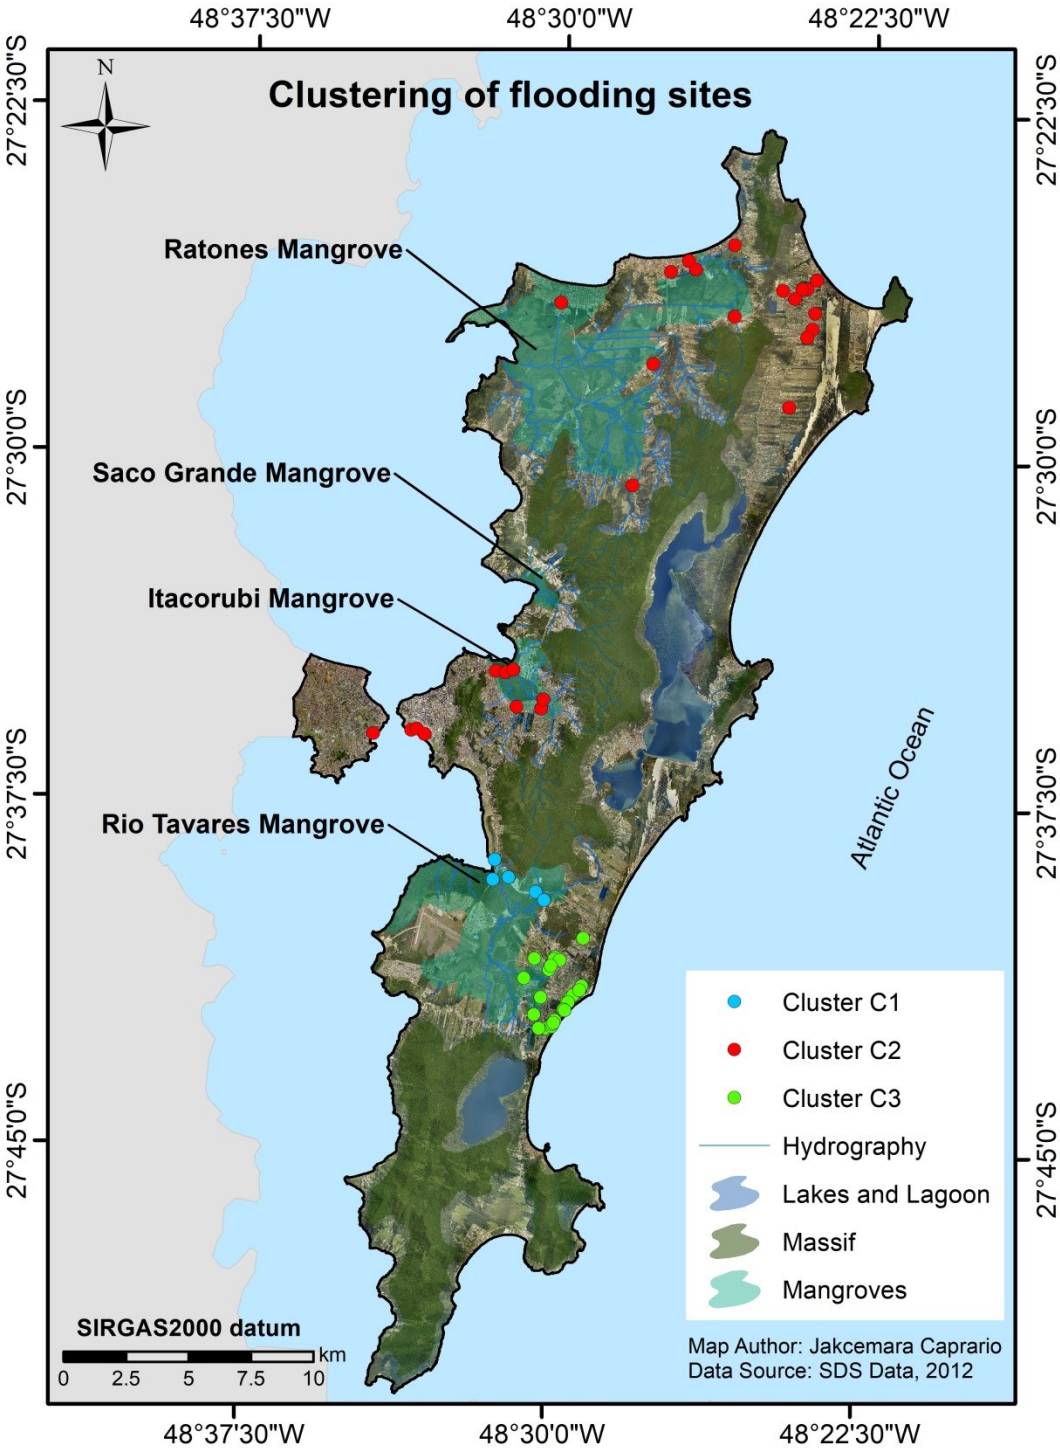 48°37'30"W 48°30'0"W 48°22'30"W
27°22'30"S
27°22'30"S
N
Clustering of flooding sites
Ratones Mangrove
27°30'0"S
27°30'0"S
Saco Grande Mangrove
Itacorubi Mangrove
27°37'30"S
27°37'30"S
Atlantic Ocean
Rio Tavares Mangrove
Cluster C1
Cluster C2
Cluster C3
Hydrography
Lakes and Lagoon
Massif
Mangroves
27°45'0"S
27°45'0"S
SIRGAS2000 datum
km
0 2.5 5 7.5 10
Map Author: Jakcemara Caprario
Data Source: SDS Data, 2012
48°37'30"W 48°30'0"W 48°22'30"W